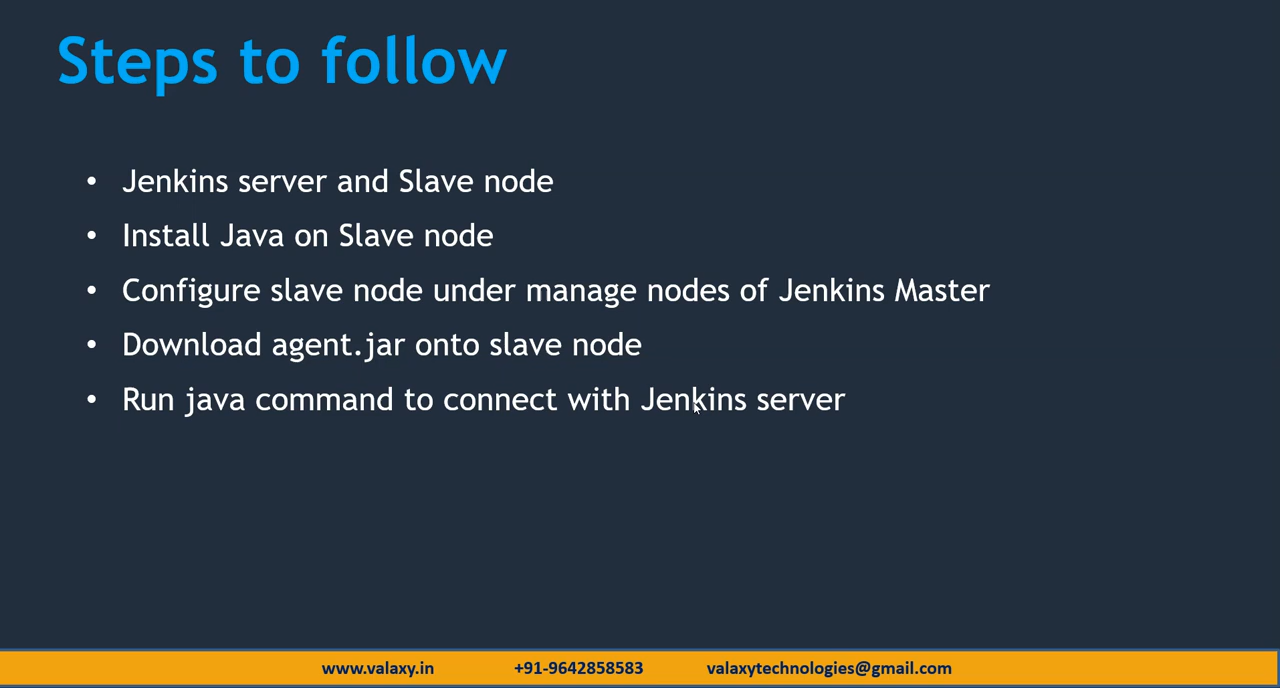 Steps to follow
• Jenkins server and Slave node
• Install Java on Slave node
• Configure slave node under manage nodes of Jenkins Master
• Download agent.jar onto slave node
• Run java command to connect with Jenkins server
www.valaxy.in +91-9642858583 valaxytechnologies@gmail.com